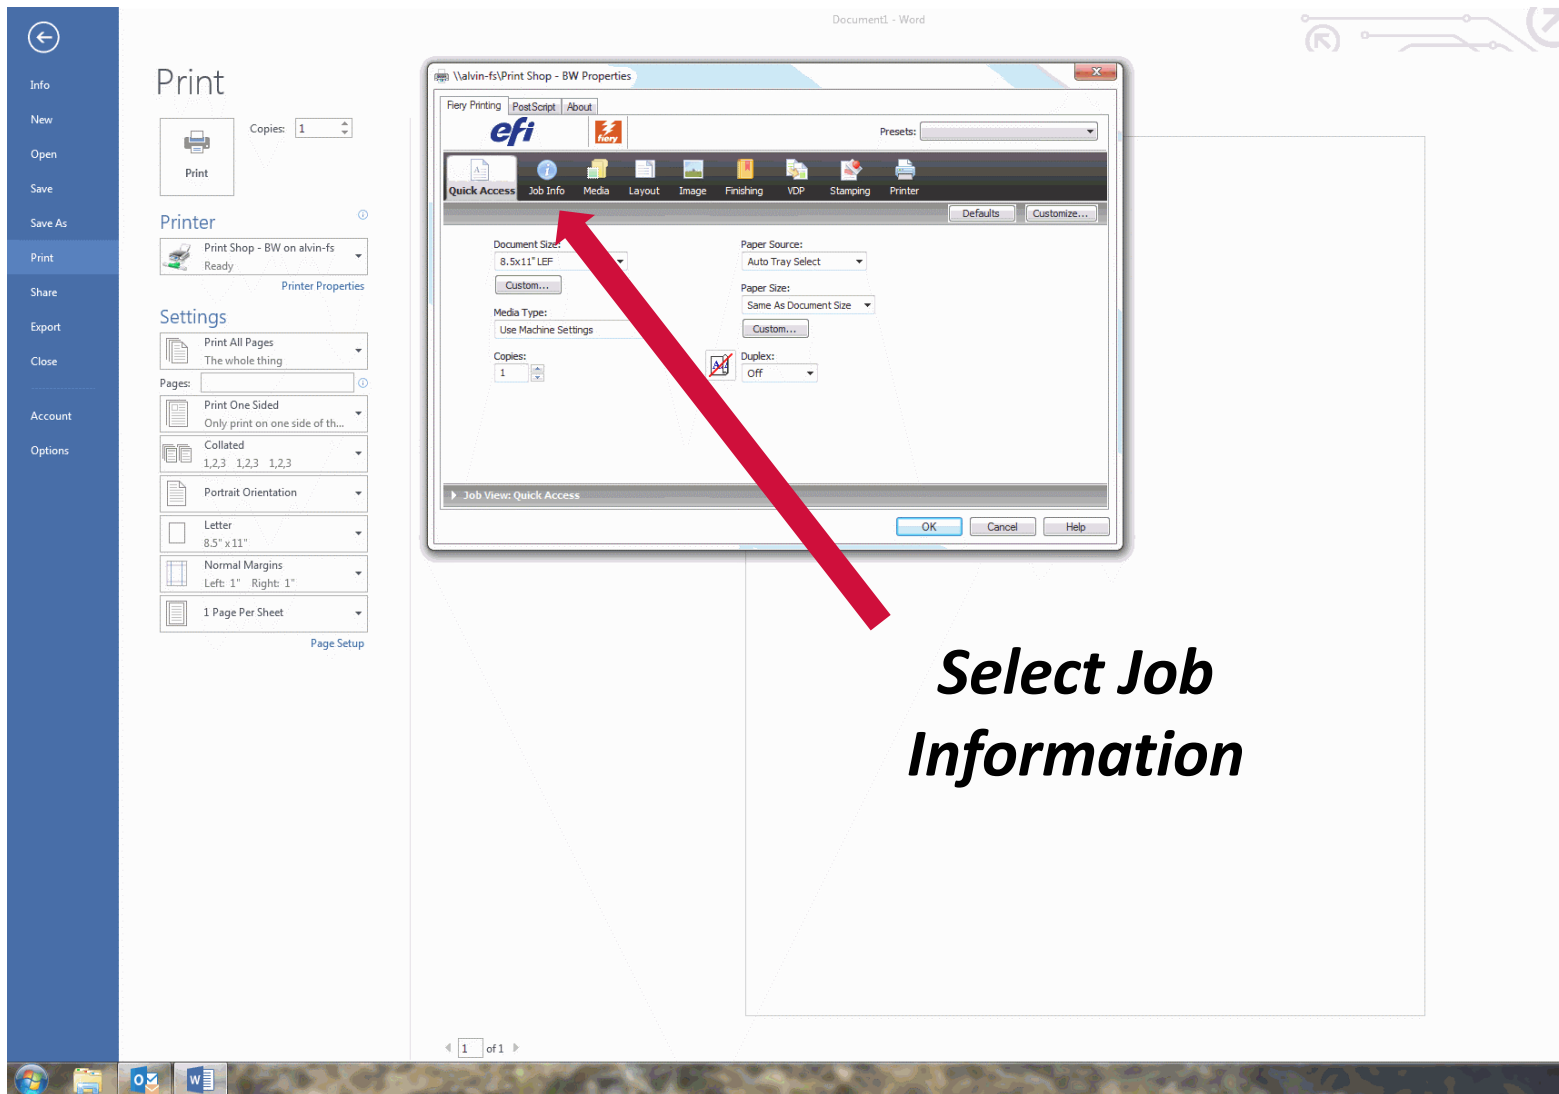 Document1 - Word
Info
New
Open
Save
Save As
Print
Share
Export
Close
Account
Options
Print
Print
Copies: 1
Printer
Print Shop - BW on alvin-fs
Ready
Printer Properties
Settings
Print All Pages
The whole thing
Pages:
Print One Sided
Only print on one side of th...
Collated
1,2,3 1,2,3 1,2,3
Portrait Orientation
Letter
8.5" x 11"
Normal Margins
Left: 1" Right: 1"
1 Page Per Sheet
Page Setup
\\alvin-fs\Print Shop - BW Properties
Fiery Printing PostScript About
efi fiery
Presets:
Quick Access Job Info Media Layout Image Finishing VDP Stamping Printer
Defaults Customize...
Document Size:
8.5x11" LEF
Custom...
Media Type:
Use Machine Settings
Copies:
1
Paper Source:
Auto Tray Select
Paper Size:
Same As Document Size
Custom...
Duplex:
Off
Job View: Quick Access
OK Cancel Help
Select Job
Information
1 of 1